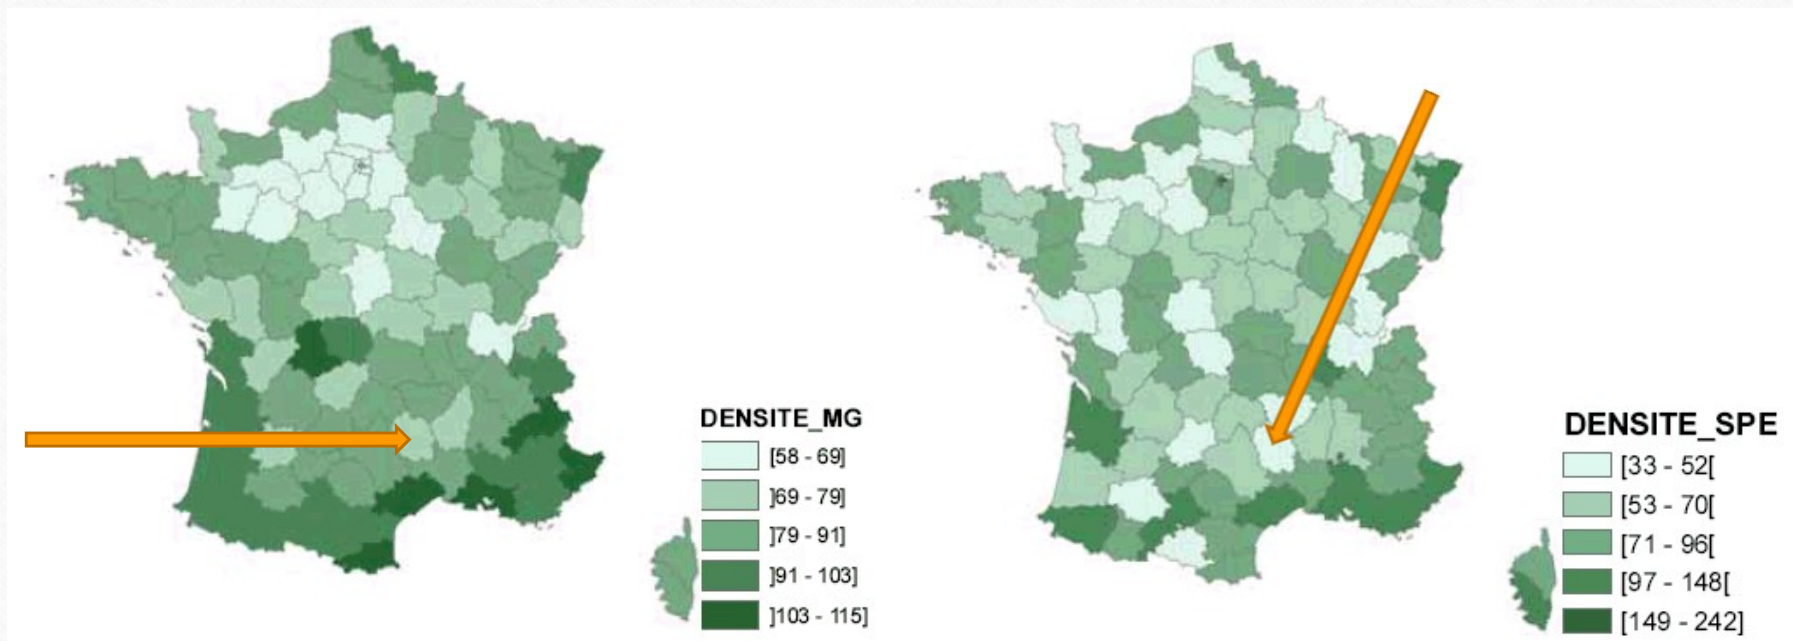 DENSITE_MG
[58 - 69]
]69 - 79]
]79 - 91]
]91 - 103]
]103 - 115]
DENSITE_SPE
[33 - 52[
[53 - 70[
[71 - 96[
[97 - 148[
[149 - 242]